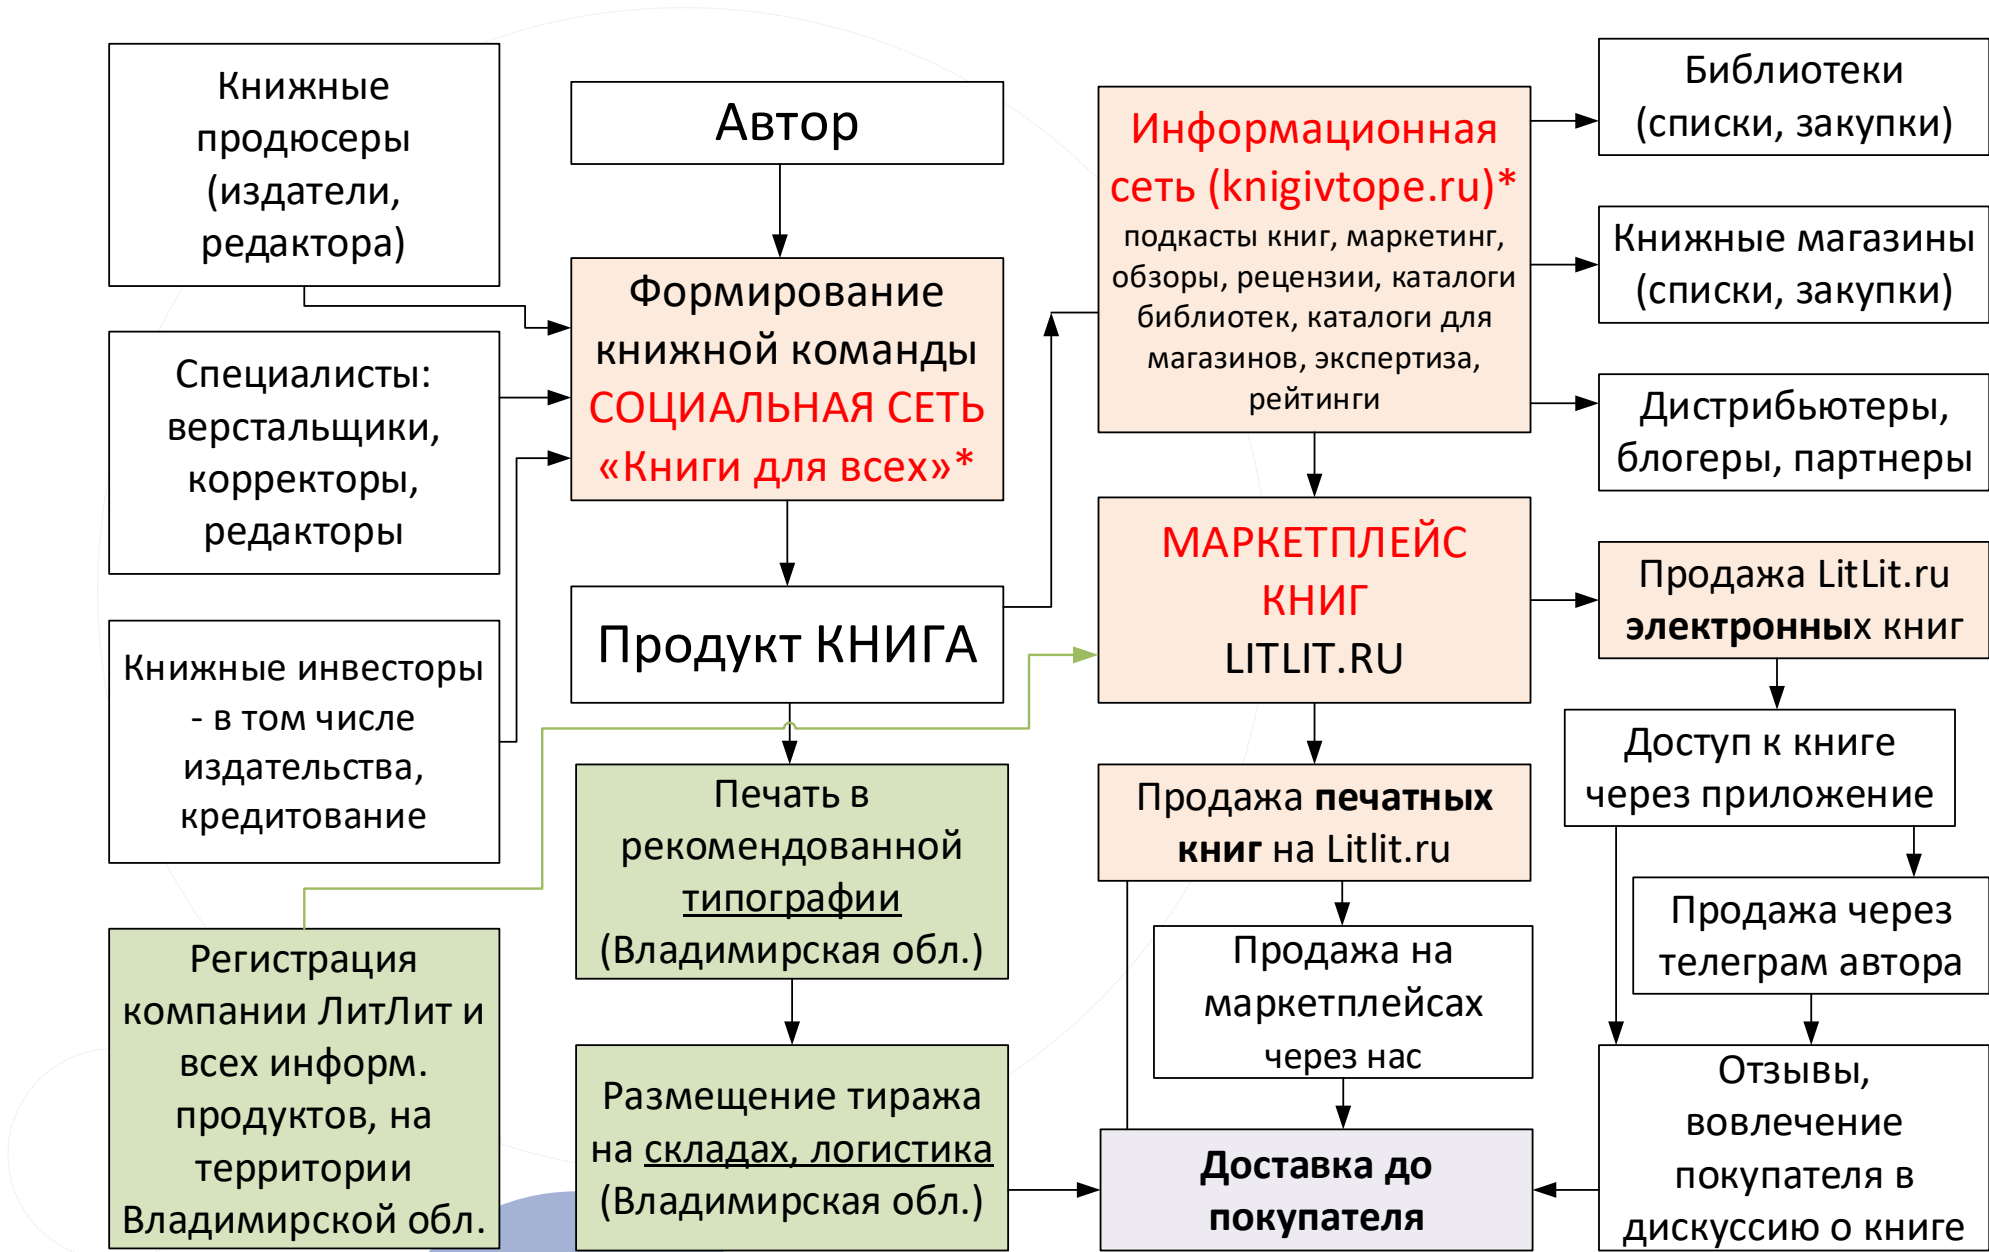 Книжные
продюсеры
(издатели,
редактора)
Специалисты:
верстальщики,
корректоры,
редакторы
Книжные инвесторы
- в том числе
издательства,
кредитование
Регистрация
компании ЛитЛит и
всех информ.
продуктов, на
территории
Владимирской обл.
Автор
Формирование
книжной команды
СОЦИАЛЬНАЯ СЕТЬ
«Книги для всех»*
Продукт КНИГА
Печать в
рекомендованной
типографии
(Владимирская обл.)
Размещение тиража
на складах, логистика
(Владимирская обл.)
Информационная
сеть (knigivtope.ru)*
подкасты книг, маркетинг,
обзоры, рецензии, каталоги
библиотек, каталоги для
магазинов, экспертиза,
рейтинги
МАРКЕТПЛЕЙС
КНИГ
LITLIT.RU
Продажа печатных
книг на Litlit.ru
Продажа на
маркетплейсах
через нас
Доставка до
покупателя
Библиотеки
(списки, закупки)
Книжные магазины
(списки, закупки)
Дистрибьютеры,
блогеры, партнеры
Продажа LitLit.ru
электронных книг
Доступ к книге
через приложение
Продажа через
телеграм автора
Отзывы,
вовлечение
покупателя в
дискуссию о книге